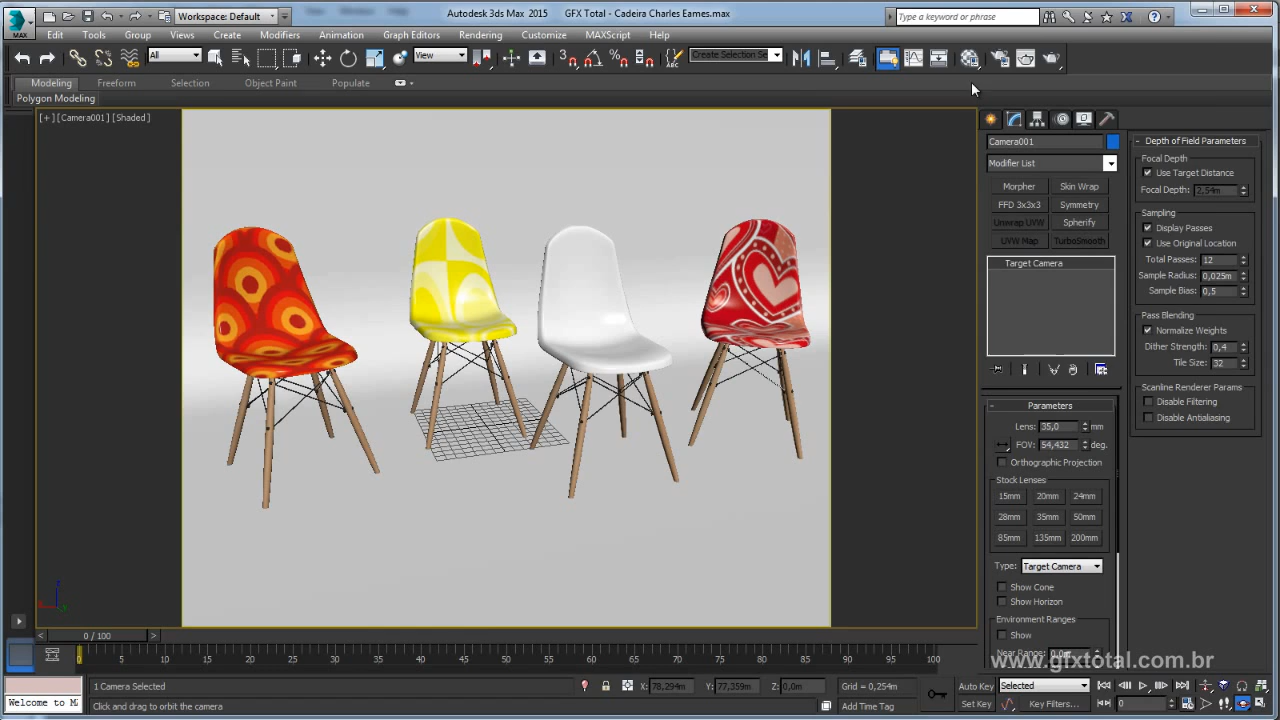 Workspace: Default
Autodesk 3ds Max 2015 GFX Total - Cadeira Charles Eames.max
Type a keyword or phrase
MAX
Edit Tools Group Views Create Modifiers Animation Graph Editors Rendering Customize MAXScript Help
All
View
Create Selection Se
Modeling Freeform Selection Object Paint
Polygon Modeling
[+] [Camera001] [Shaded]
Camera001
Modifier List
Morpher Skin Wrap
FFD 3x3x3 Symmetry
Unwrap UVW Spherify
UVW Map TurboSmooth
Target Camera
Parameters
Lens: 35,0 mm
FOV: 54,432 deg.
Orthographic Projection
Stock Lenses
15mm 20mm 24mm
28mm 35mm 50mm
85mm 135mm 200mm
Type: Target Camera
Show Cone
Show Horizon
Environment Ranges
Show
Near Range: 0,0m
Depth of Field Parameters
Focal Depth
Use Target Distance
Focal Depth: 2,54m
Sampling
Display Passes
Use Original Location
Total Passes: 12
Sample Radius: 0,025m
Sample Bias: 0,5
Pass Blending
Normalize Weights
Dither Strength: 0,4
Tile Size: 32
Scanline Renderer Params
Disable Filtering
Disable Antialiasing
www.gfxtotal.com.br
0 / 100
0 5 10 15 20 25 30 35 40 45 50 55 60 65 70 75 80 85 90 95 100
1 Camera Selected
X: 78,294m Y: 77,359m Z: 0,0m Grid = 0,254m
Auto Key Selected
Welcome to M
Click and drag to orbit the camera
Add Time Tag
Set Key Key Filters... 0